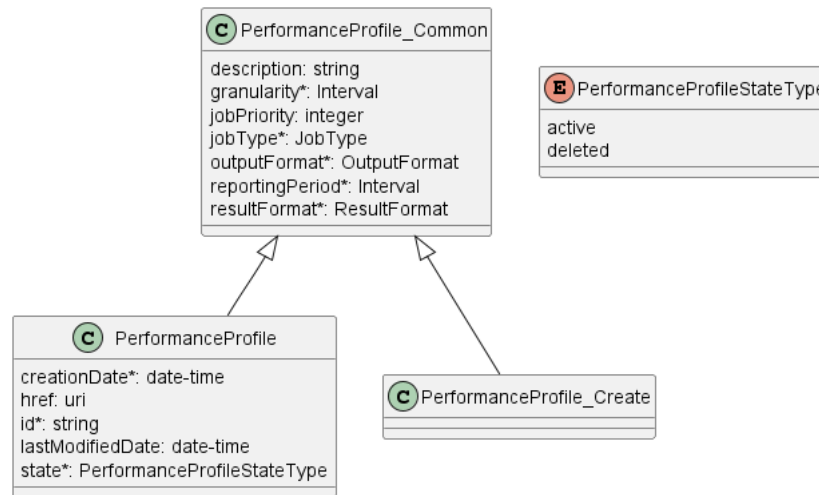 C PerformanceProfile_Common
description: string
granularity*: Interval
jobPriority: integer
jobType*: JobType
outputFormat*: OutputFormat
reportingPeriod*: Interval
resultFormat*: ResultFormat
E PerformanceProfileStateType
active
deleted
C PerformanceProfile
creationDate*: date-time
href: uri
id*: string
lastModifiedDate: date-time
state*: PerformanceProfileStateType
C PerformanceProfile_Create